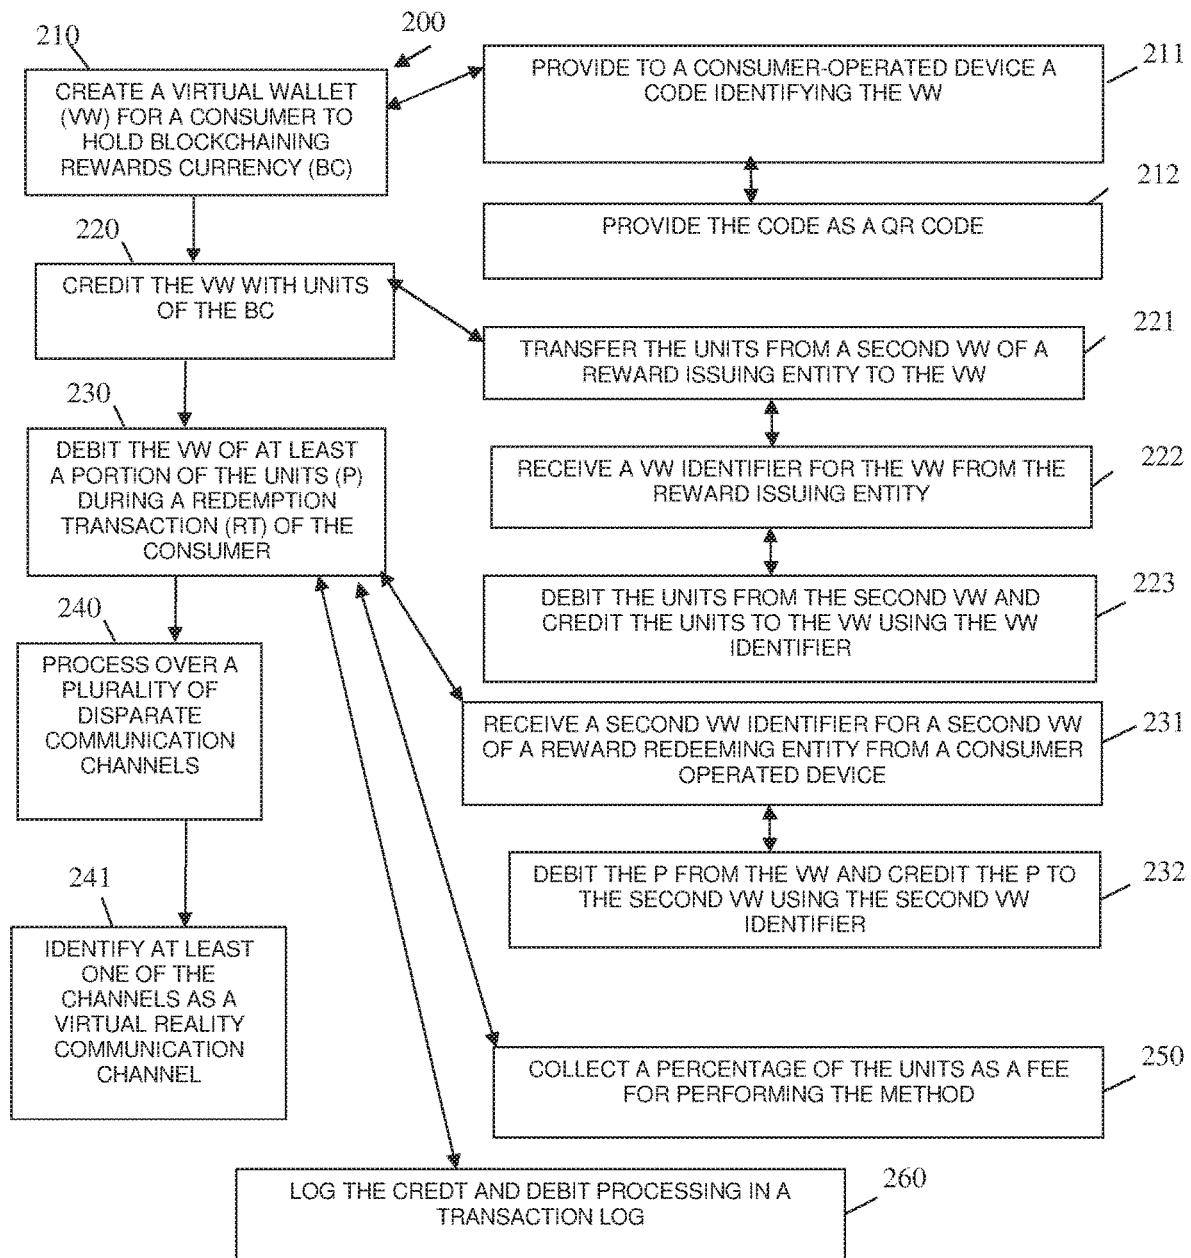 200
210
CREATE A VIRTUAL WALLET
(VW) FOR A CONSUMER TO
HOLD BLOCKCHAINING
REWARDS CURRENCY (BC)
211
PROVIDE TO A CONSUMER-OPERATED DEVICE A
CODE IDENTIFYING THE VW
212
PROVIDE THE CODE AS A QR CODE
220
CREDIT THE VW WITH UNITS
OF THE BC
221
TRANSFER THE UNITS FROM A SECOND VW OF A
REWARD ISSUING ENTITY TO THE VW
222
RECEIVE A VW IDENTIFIER FOR THE VW FROM THE
REWARD ISSUING ENTITY
223
DEBIT THE UNITS FROM THE SECOND VW AND
CREDIT THE UNITS TO THE VW USING THE VW
IDENTIFIER
230
DEBIT THE VW OF AT LEAST
A PORTION OF THE UNITS (P)
DURING A REDEMPTION
TRANSACTION (RT) OF THE
CONSUMER
231
RECEIVE A SECOND VW IDENTIFIER FOR A SECOND VW
OF A REWARD REDEEMING ENTITY FROM A CONSUMER
OPERATED DEVICE
232
DEBIT THE P FROM THE VW AND CREDIT THE P TO
THE SECOND VW USING THE SECOND VW
IDENTIFIER
240
PROCESS OVER A
PLURALITY OF
DISPARATE
COMMUNICATION
CHANNELS
241
IDENTIFY AT LEAST
ONE OF THE
CHANNELS AS A
VIRTUAL REALITY
COMMUNICATION
CHANNEL
250
COLLECT A PERCENTAGE OF THE UNITS AS A FEE
FOR PERFORMING THE METHOD
260
LOG THE CREDT AND DEBIT PROCESSING IN A
TRANSACTION LOG